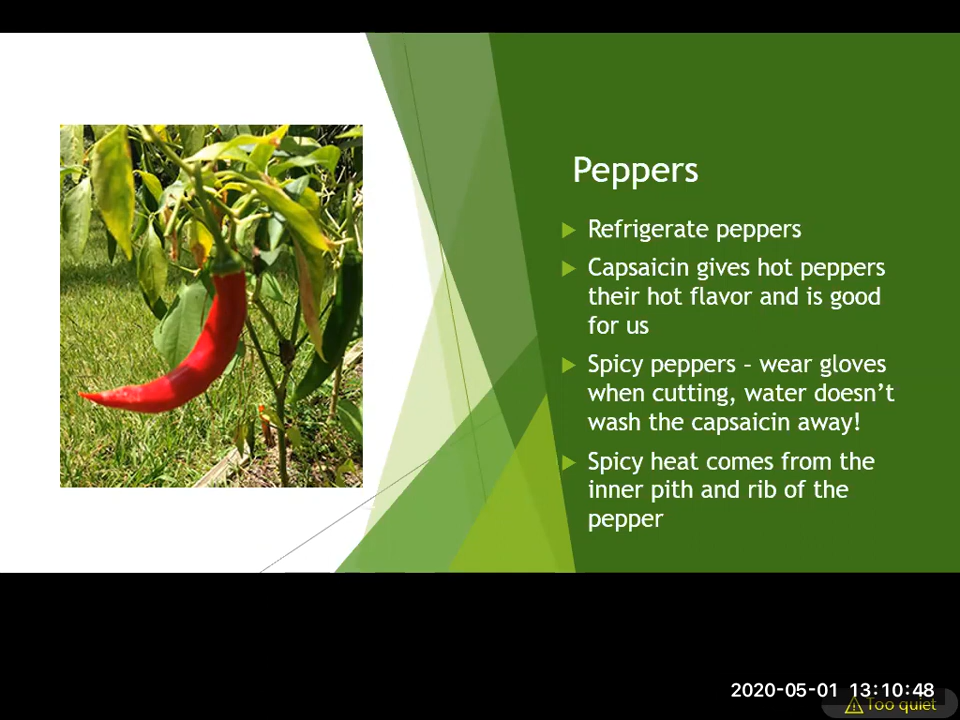 Peppers
Refrigerate peppers
Capsaicin gives hot peppers
their hot flavor and is good
for us
Spicy peppers – wear gloves
when cutting, water doesn’t
wash the capsaicin away!
Spicy heat comes from the
inner pith and rib of the
pepper
2020-05-01 13:10:48
Too quiet